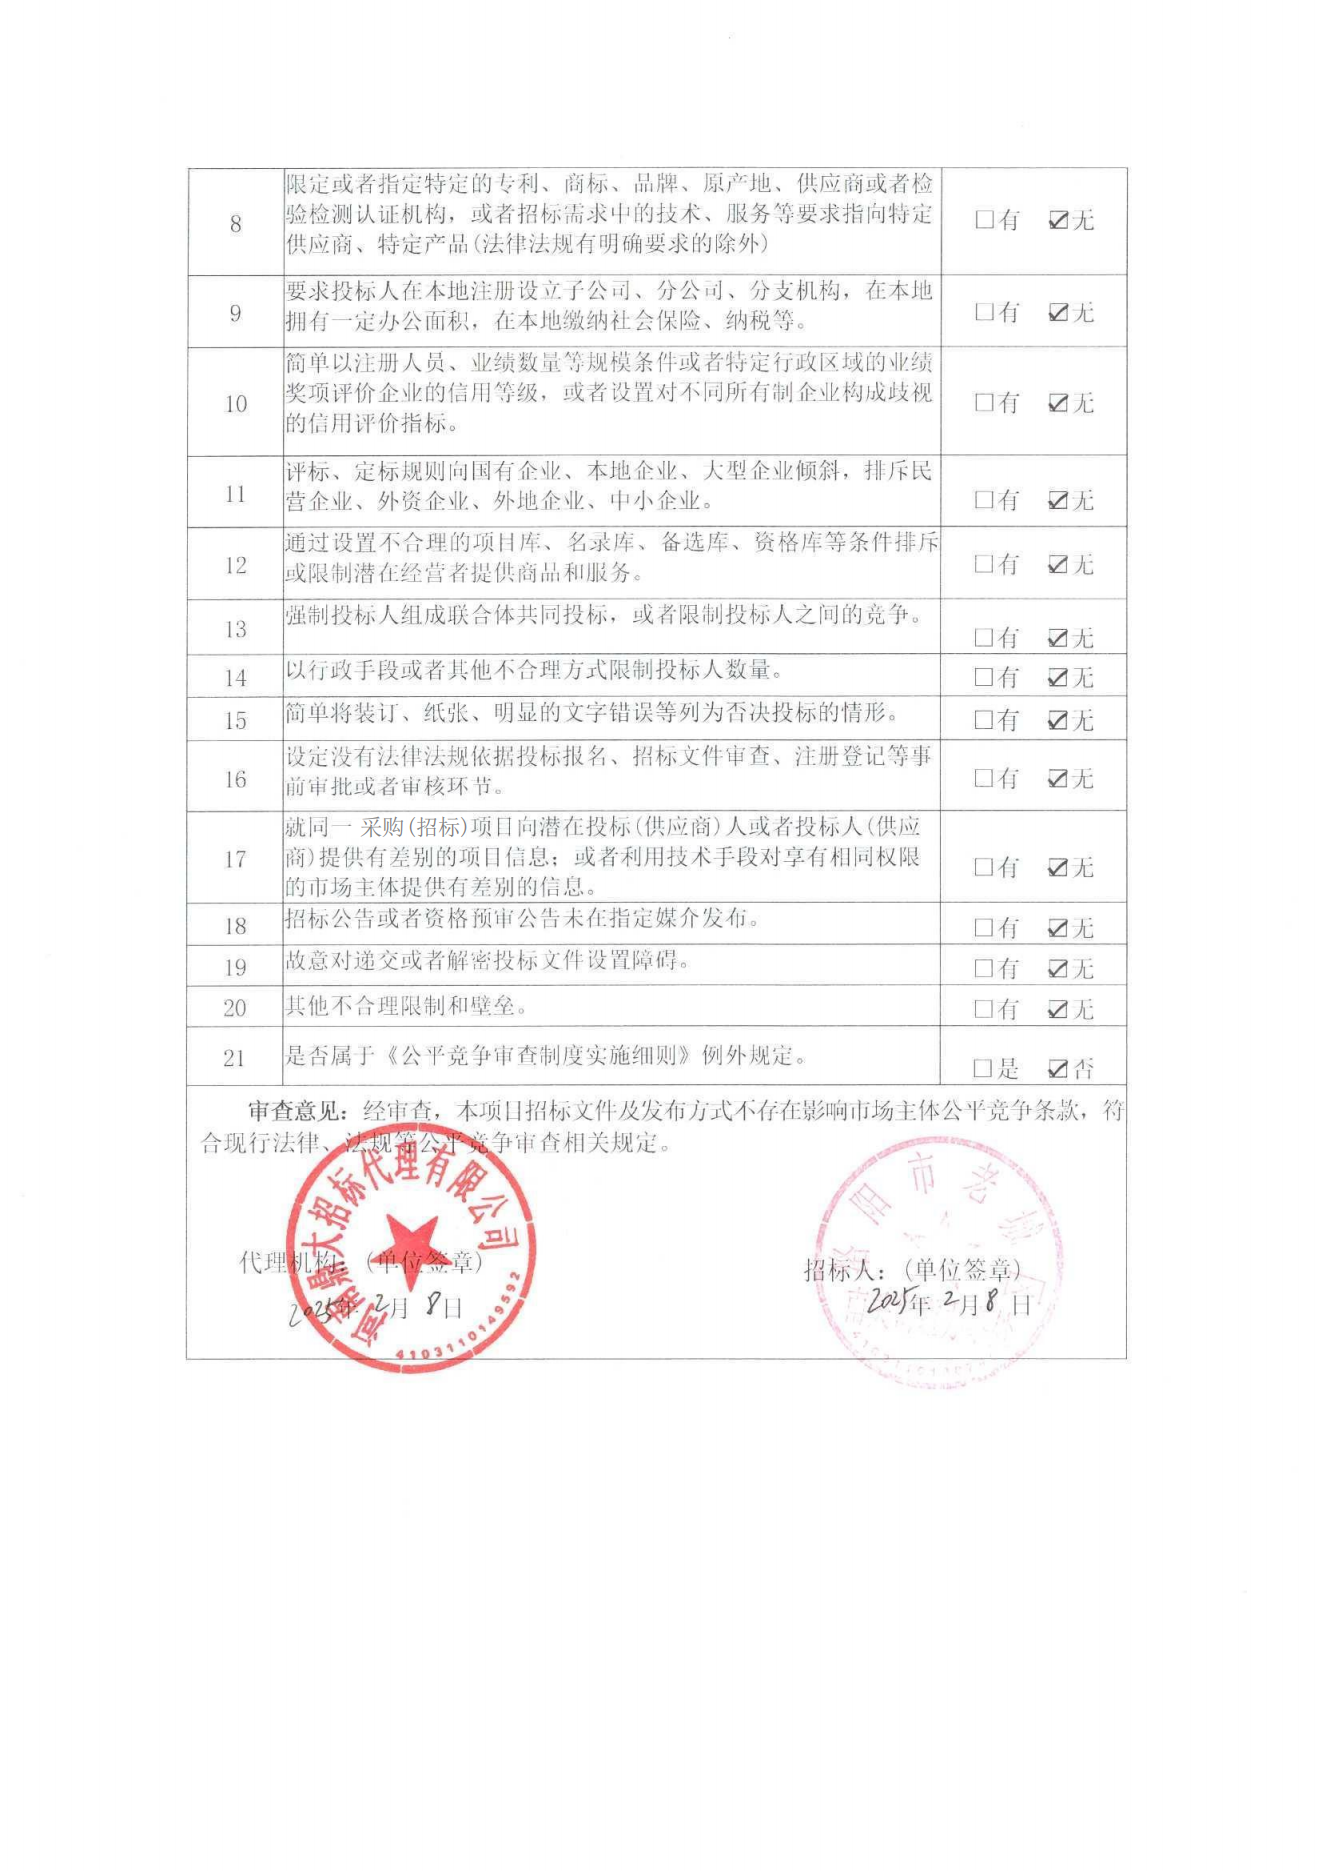 8
限定或者指定特定的专利、商标、品牌、原产地、供应商或者检
验检测认证机构，或者招标需求中的技术、服务等要求指向特定
供应商、特定产品(法律法规有明确要求的除外)
□有 ☑无
9
要求投标人在本地注册设立子公司、分公司、分支机构，在本地
拥有一定办公面积，在本地缴纳社会保险、纳税等。
□有 ☑无
10
简单以注册人员、业绩数量等规模条件或者特定行政区域的业绩
奖项评价企业的信用等级，或者设置对不同所有制企业构成歧视
的信用评价指标。
□有 ☑无
11
评标、定标规则向国有企业、本地企业、大型企业倾斜，排斥民
营企业、外资企业、外地企业、中小企业。
□有 ☑无
12
通过设置不合理的项目库、名录库、备选库、资格库等条件排斥
或限制潜在经营者提供商品和服务。
□有 ☑无
13
强制投标人组成联合体共同投标，或者限制投标人之间的竞争。
□有 ☑无
14
以行政手段或者其他不合理方式限制投标人数量。
□有 ☑无
15
简单将装订、纸张、明显的文字错误等列为否决投标的情形。
□有 ☑无
16
设定没有法律法规依据投标报名、招标文件审查、注册登记等事
前审批或者审核环节。
□有 ☑无
17
就同一 采购(招标)项目向潜在投标(供应商)人或者投标人(供应
商)提供有差别的项目信息；或者利用技术手段对享有相同权限
的市场主体提供有差别的信息。
□有 ☑无
18
招标公告或者资格预审公告未在指定媒介发布。
□有 ☑无
19
故意对递交或者解密投标文件设置障碍。
□有 ☑无
20
其他不合理限制和壁垒。
□有 ☑无
21
是否属于《公平竞争审查制度实施细则》例外规定。
□是 ☑否
审查意见：经审查，本项目招标文件及发布方式不存在影响市场主体公平竞争条款，符
合现行法律、法规等公平竞争审查相关规定。
代理机构：(单位签章)
2025年2月8日
河南鼎大招标代理有限公司
4103110149592
招标人：(单位签章)
2025年2月8日
洛阳市老城